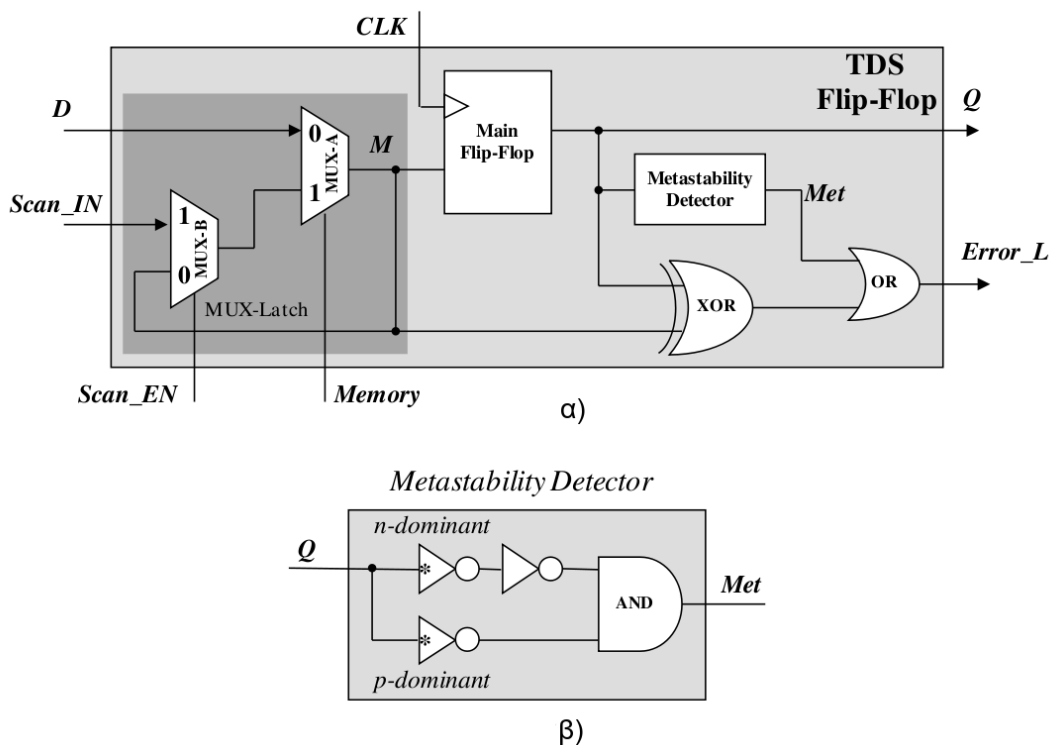 CLK
TDS
Flip-Flop
D
Q
0
MUX-A
1
M
Main
Flip-Flop
Metastability
Detector
Met
Scan_IN
1
MUX-B
0
MUX-Latch
XOR
OR
Error_L
Scan_EN
Memory
α)
Metastability Detector
n-dominant
Q
*
AND
Met
*
p-dominant
β)